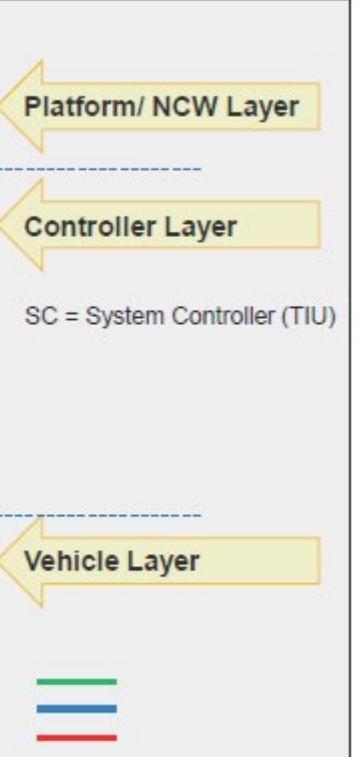 Platform/ NCW Layer
Controller Layer
SC = System Controller (TIU)
Vehicle Layer